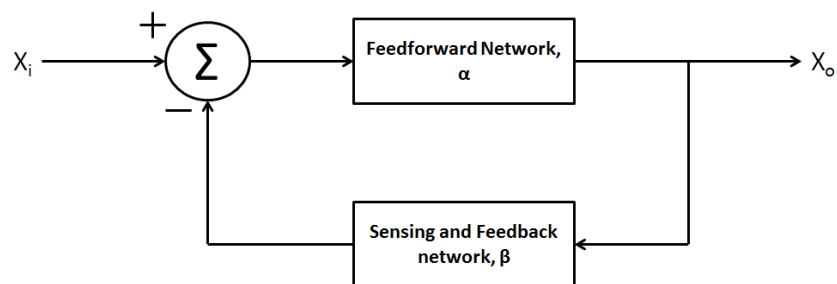 +
Xi
Σ
Feedforward Network,
α
Xo
−
Sensing and Feedback
network, β